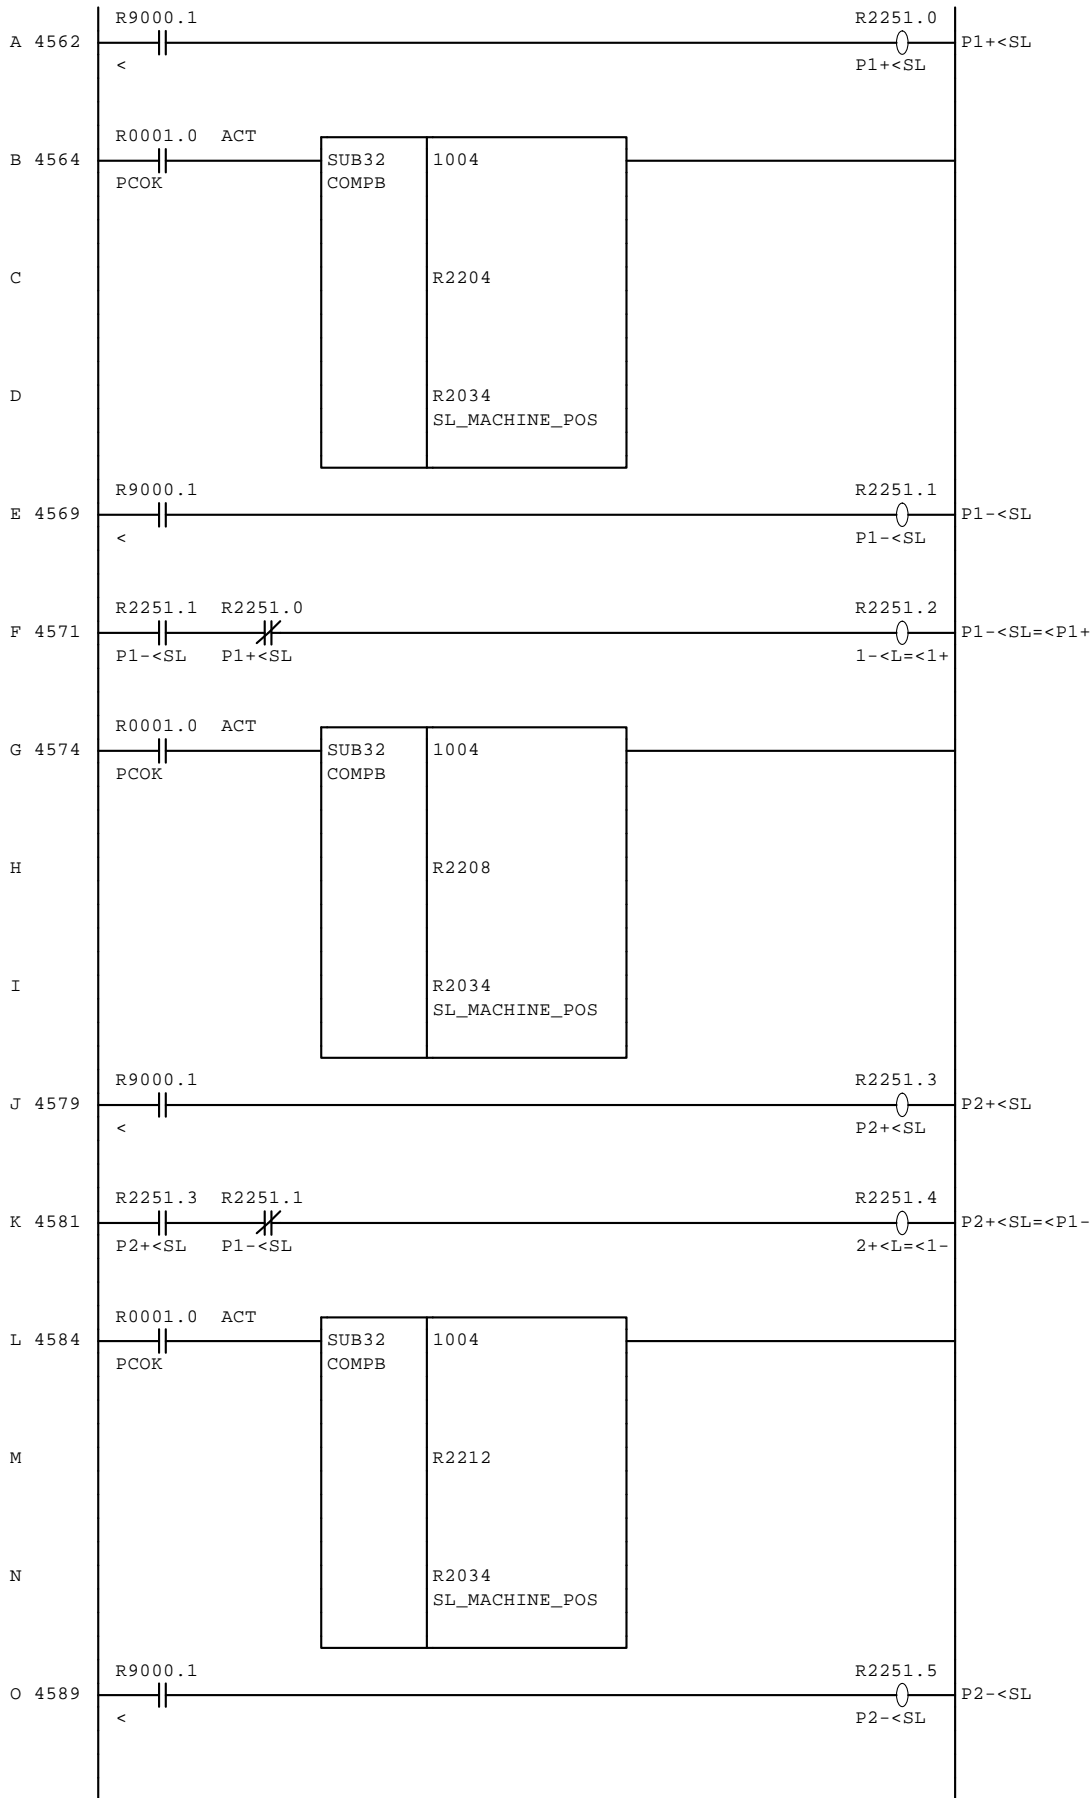 R9000.1 R2251.0
A 4562 P1+<SL
< P1+<SL
R0001.0 ACT
B 4564 SUB32 1004
PCOK COMPB
C R2204
D R2034
SL_MACHINE_POS
R9000.1 R2251.1
E 4569 P1-<SL
< P1-<SL
R2251.1 R2251.0 R2251.2
F 4571 P1-<SL=<P1+
P1-<SL P1+<SL 1-<L=<1+
R0001.0 ACT
G 4574 SUB32 1004
PCOK COMPB
H R2208
I R2034
SL_MACHINE_POS
R9000.1 R2251.3
J 4579 P2+<SL
< P2+<SL
R2251.3 R2251.1 R2251.4
K 4581 P2+<SL=<P1-
P2+<SL P1-<SL 2+<L=<1-
R0001.0 ACT
L 4584 SUB32 1004
PCOK COMPB
M R2212
N R2034
SL_MACHINE_POS
R9000.1 R2251.5
O 4589 P2-<SL
< P2-<SL